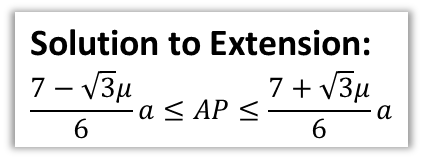 Solution to Extension:
(7 − √3μ)/6 a ≤ AP ≤ (7 + √3μ)/6 a